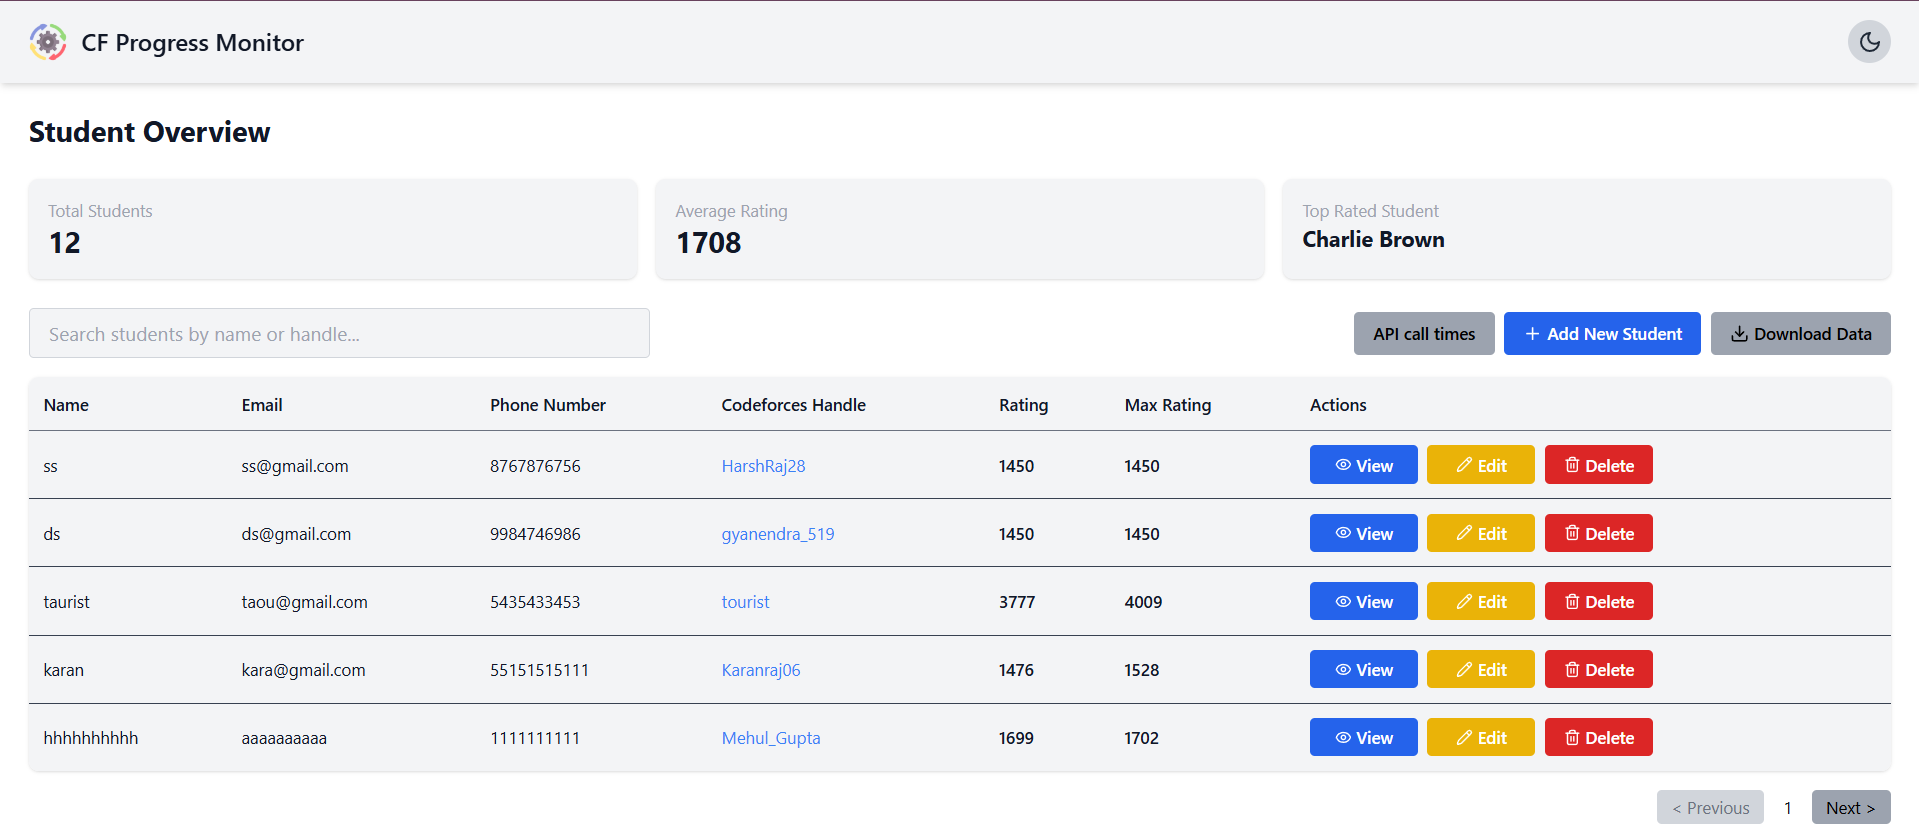 CF Progress Monitor
Student Overview
Total Students
12
Average Rating
1708
Top Rated Student
Charlie Brown
Search students by name or handle...
API call times
+ Add New Student
Download Data
Name Email Phone Number Codeforces Handle Rating Max Rating Actions
ss ss@gmail.com 8767876756 HarshRaj28 1450 1450 View Edit Delete
ds ds@gmail.com 9984746986 gyanendra_519 1450 1450 View Edit Delete
taurist taou@gmail.com 5435433453 tourist 3777 4009 View Edit Delete
karan kara@gmail.com 55151515111 Karanraj06 1476 1528 View Edit Delete
hhhhhhhhhh aaaaaaaaaa 1111111111 Mehul_Gupta 1699 1702 View Edit Delete
< Previous 1 Next >